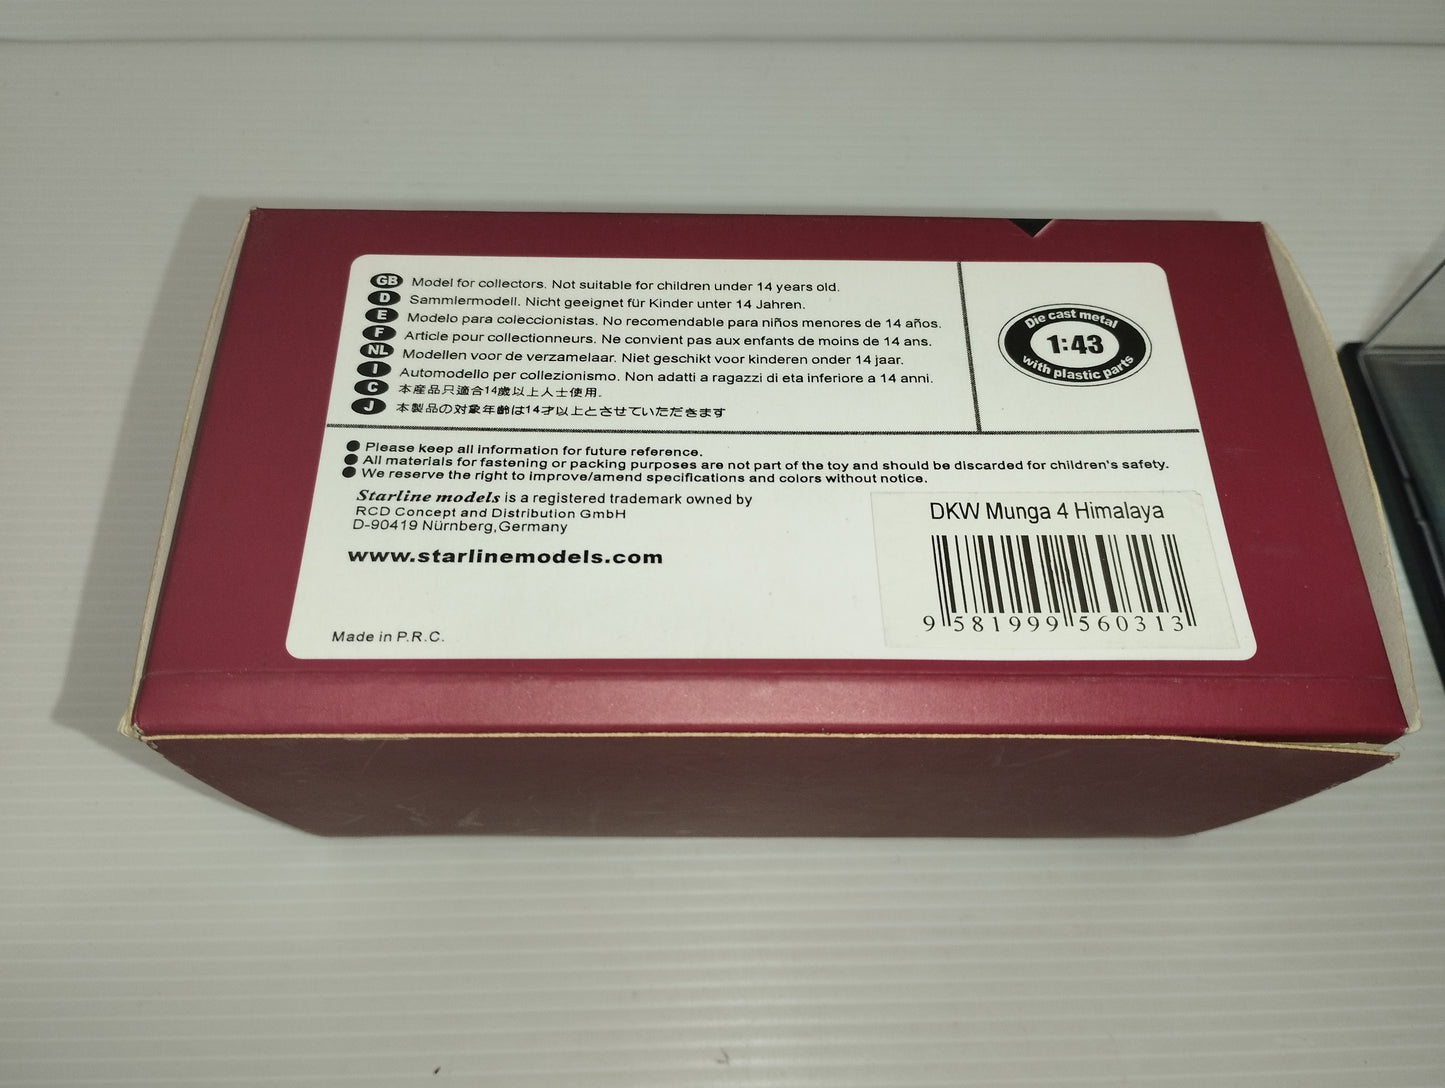 GB Model for collectors. Not suitable for children under 14 years old.
D Sammlermodell. Nicht geeignet für Kinder unter 14 Jahren.
E Modelo para coleccionistas. No recomendable para niños menores de 14 años.
F Article pour collectionneurs. Ne convient pas aux enfants de moins de 14 ans.
NL Modellen voor de verzamelaar. Niet geschikt voor kinderen onder 14 jaar.
I Automodello per collezionismo. Non adatti a ragazzi di eta inferiore a 14 anni.
C 本産品只適合14歲以上人士使用.
J 本製品の対象年齢は14才以上とさせていただきます
Die cast metal
1:43
with plastic parts
● Please keep all information for future reference.
● All materials for fastening or packing purposes are not part of the toy and should be discarded for children's safety.
● We reserve the right to improve/amend specifications and colors without notice.
Starline models is a registered trademark owned by
RCD Concept and Distribution GmbH
D-90419 Nürnberg,Germany
www.starlinemodels.com
Made in P.R.C.
DKW Munga 4 Himalaya
9 581999 560313